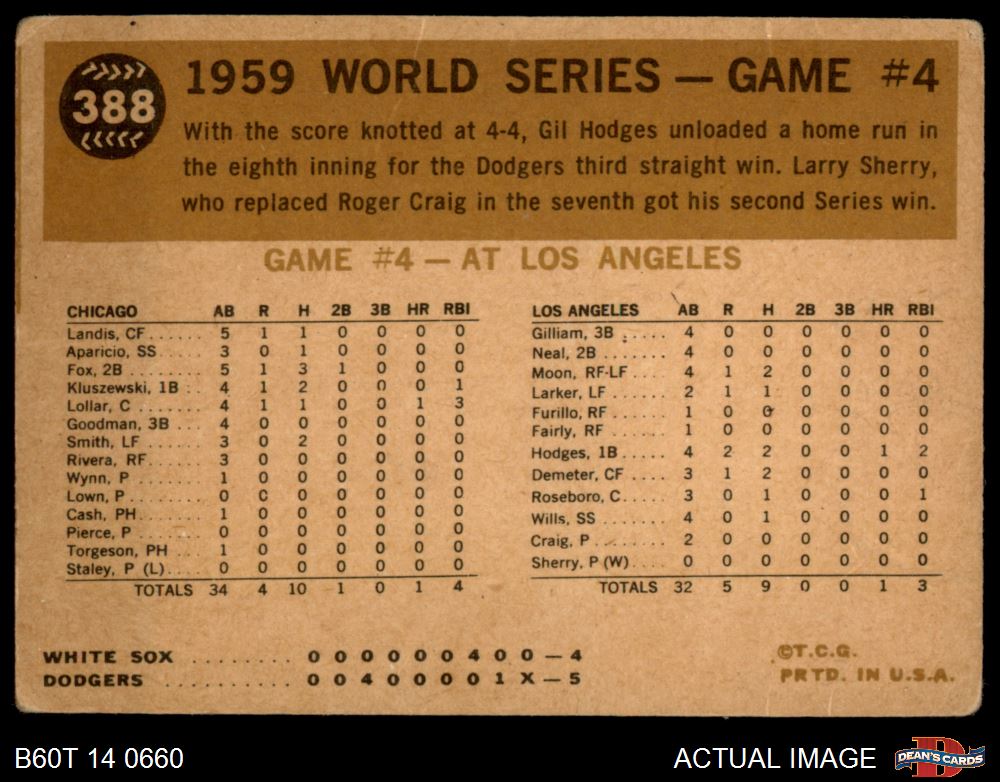 388
1959 WORLD SERIES — GAME #4
With the score knotted at 4-4, Gil Hodges unloaded a home run in
the eighth inning for the Dodgers third straight win. Larry Sherry,
who replaced Roger Craig in the seventh got his second Series win.
GAME #4 — AT LOS ANGELES
CHICAGO AB R H 2B 3B HR RBI
Landis, CF..... 5 1 1 0 0 0 0
Aparicio, SS..... 3 0 1 0 0 0 0
Fox, 2B........ 5 1 3 1 0 0 0
Kluszewski, 1B.. 4 1 2 0 0 0 1
Lollar, C....... 4 1 1 0 0 1 3
Goodman, 3B... 4 0 0 0 0 0 0
Smith, LF...... 3 0 2 0 0 0 0
Rivera, RF...... 3 0 0 0 0 0 0
Wynn, P....... 1 0 0 0 0 0 0
Lown, P........ 0 0 0 0 0 0 0
Cash, PH....... 1 0 0 0 0 0 0
Pierce, P....... 0 0 0 0 0 0 0
Torgeson, PH... 1 0 0 0 0 0 0
Staley, P (L).... 0 0 0 0 0 0 0
TOTALS 34 4 10 1 0 1 4
LOS ANGELES AB R H 2B 3B HR RBI
Gilliam, 3B...... 4 0 0 0 0 0 0
Neal, 2B........ 4 0 0 0 0 0 0
Moon, RF-LF.... 4 1 2 0 0 0 0
Larker, LF...... 2 1 1 0 0 0 0
Furillo, RF...... 1 0 0 0 0 0 0
Fairly, RF....... 1 0 0 0 0 0 0
Hodges, 1B..... 4 2 2 0 0 1 2
Demeter, CF.... 3 1 2 0 0 0 0
Roseboro, C..... 3 0 1 0 0 0 1
Wills, SS....... 4 0 1 0 0 0 0
Craig, P........ 2 0 0 0 0 0 0
Sherry, P (W).... 0 0 0 0 0 0 0
TOTALS 32 5 9 0 0 1 3
WHITE SOX ........ 0 0 0 0 0 0 4 0 0 — 4
DODGERS .......... 0 0 4 0 0 0 0 1 X — 5
©T.C.G.
PRTD. IN U.S.A.
B60T 14 0660
ACTUAL IMAGE
D
DEAN'S CARDS